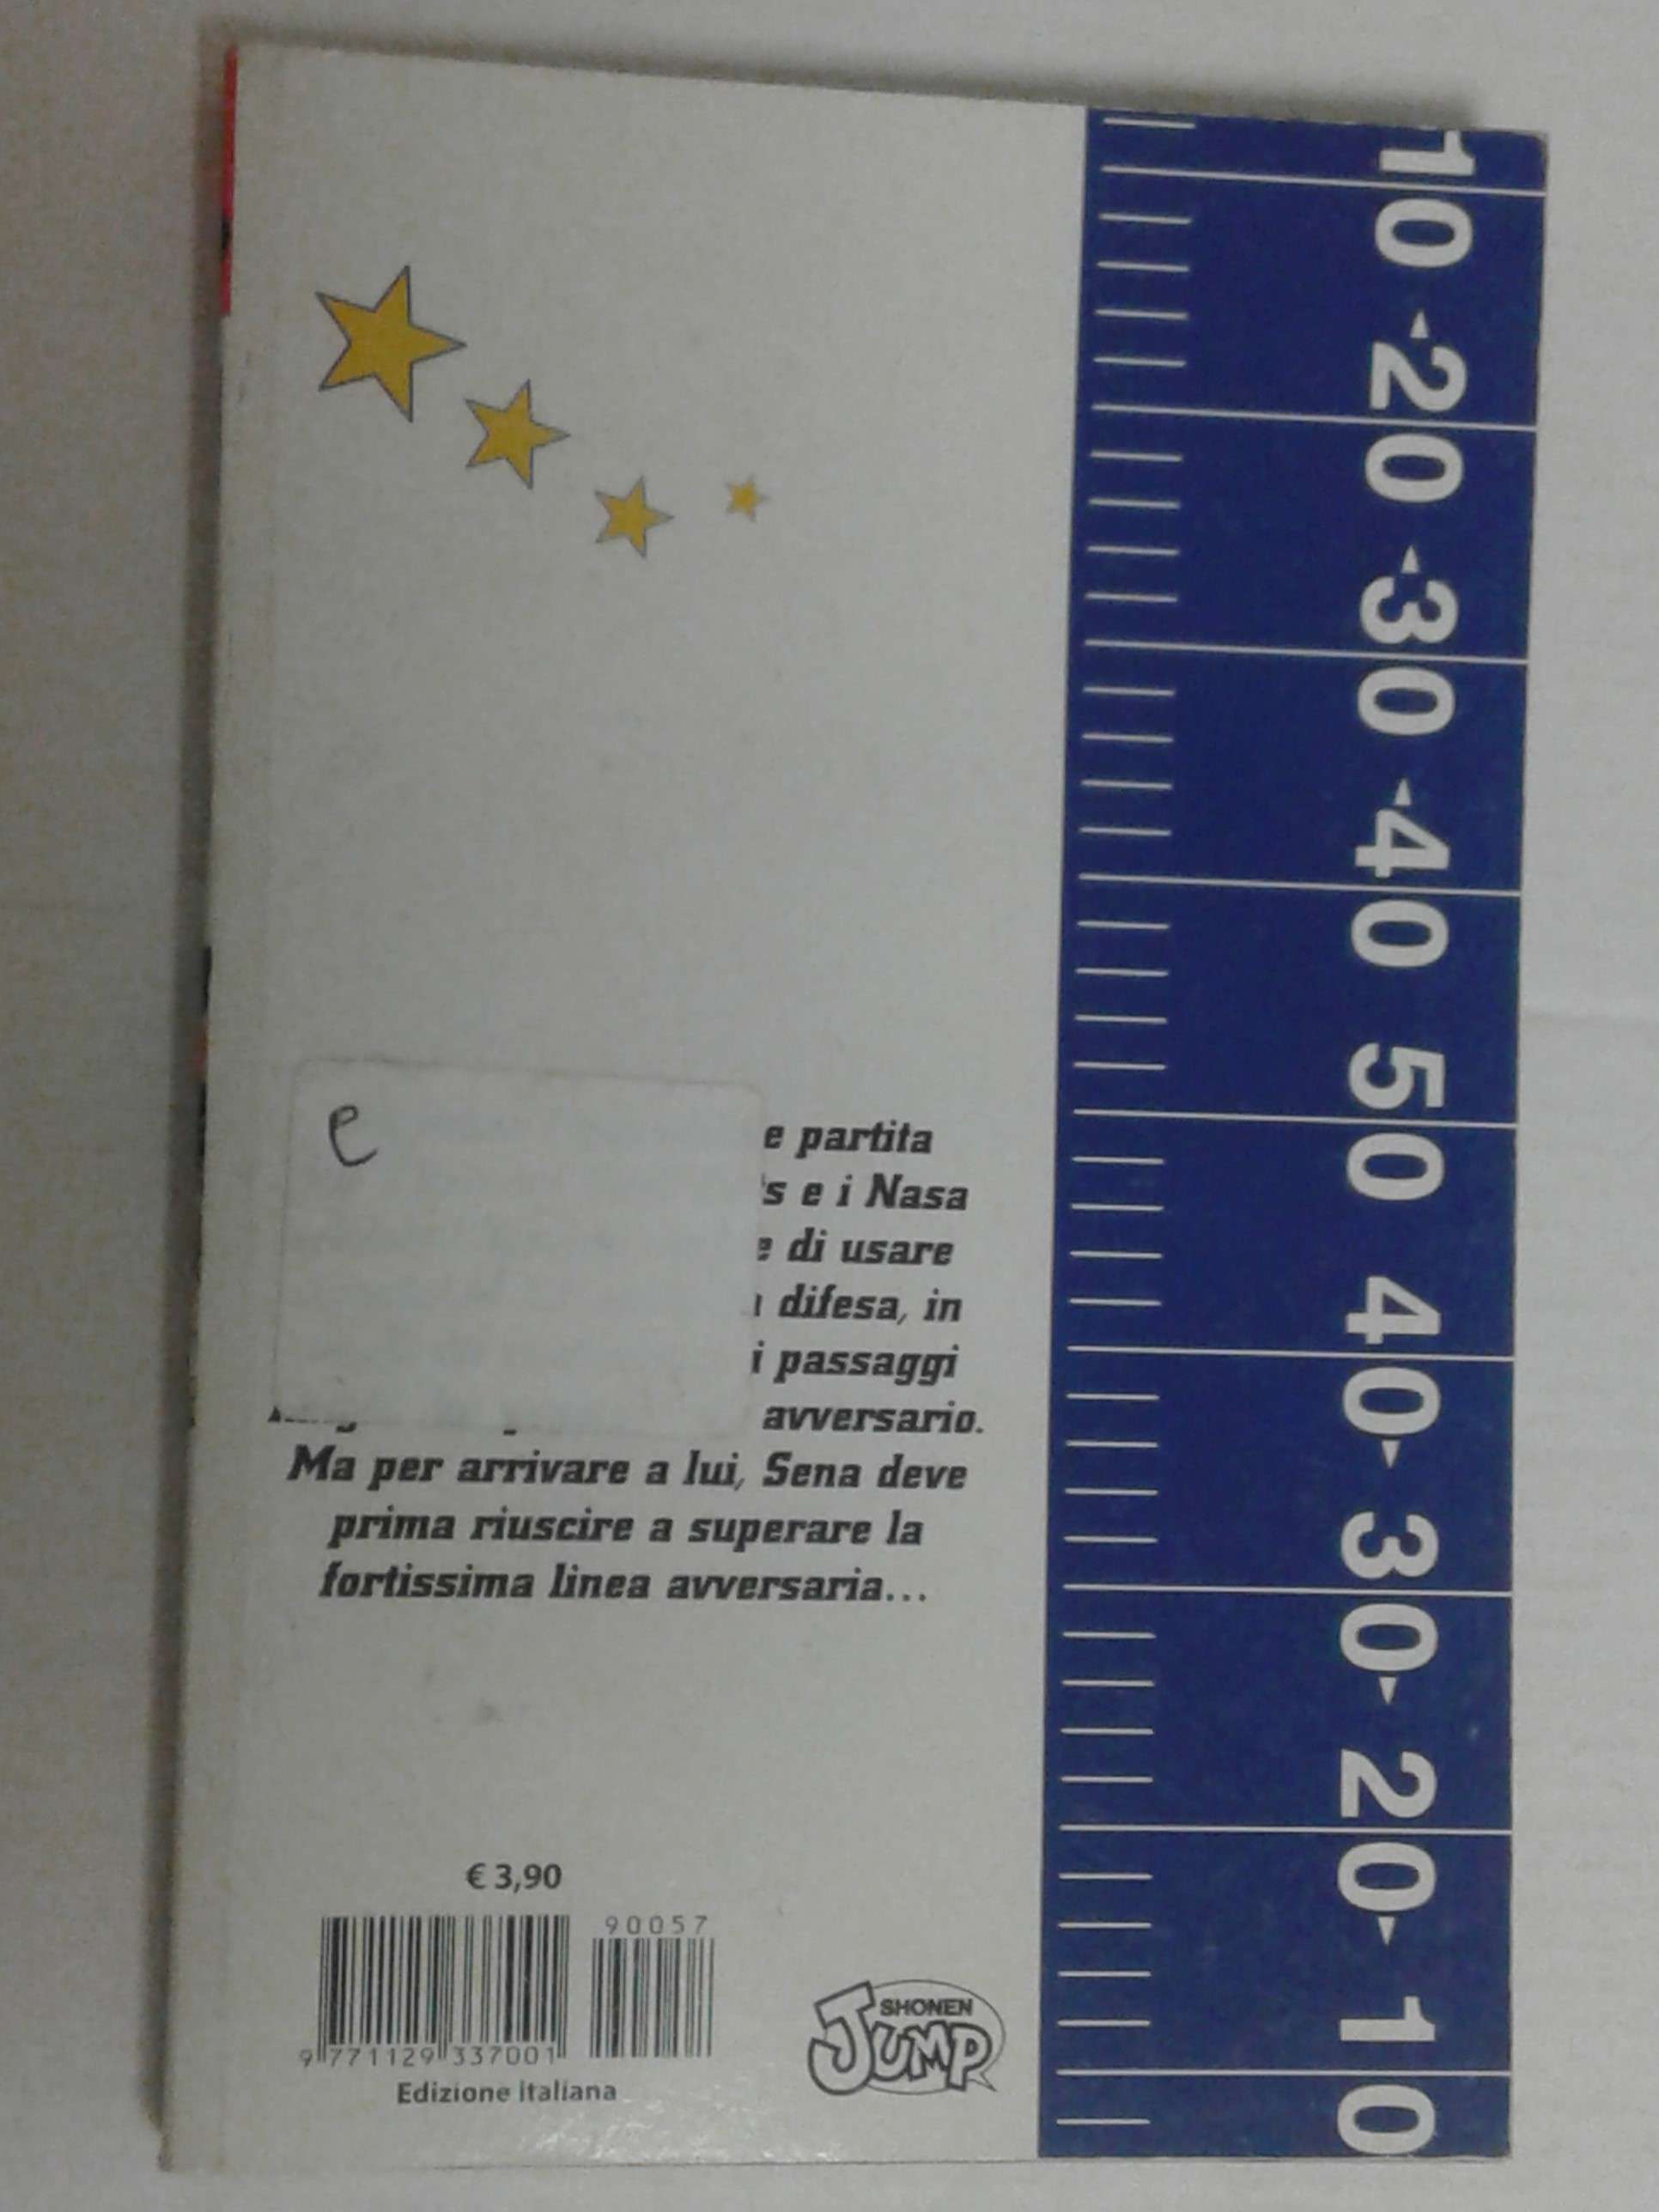 e
e partita
's e i Nasa
e di usare
difesa, in
i passaggi
avversario.
Ma per arrivare a lui, Sena deve
prima riuscire a superare la
fortissima linea avversaria...
€ 3,90
90057
9 771129 337001
Edizione italiana
SHONEN
JUMP
10
20
30
40
50
40
30
20
10